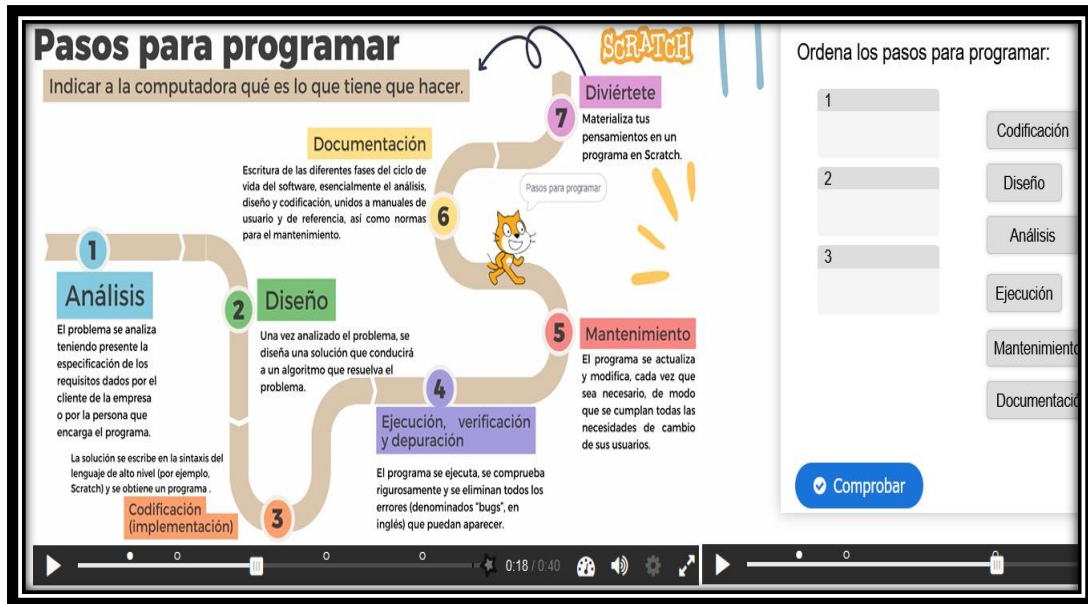 Pasos para programar
SCRATCH
Indicar a la computadora qué es lo que tiene que hacer.
1
Análisis
El problema se analiza
teniendo presente la
especificación de los
requisitos dados por el
cliente de la empresa
o por la persona que
encarga el programa.
2
Diseño
Una vez analizado el problema, se
diseña una solución que conducirá
a un algoritmo que resuelva el
problema.
La solución se escribe en la sintaxis del
lenguaje de alto nivel (por ejemplo,
Scratch) y se obtiene un programa .
Codificación
(implementación)
3
4
Ejecución, verificación
y depuración
El programa se ejecuta, se comprueba
rigurosamente y se eliminan todos los
errores (denominados "bugs", en
inglés) que puedan aparecer.
5
Mantenimiento
El programa se actualiza
y modifica, cada vez que
sea necesario, de modo
que se cumplan todas las
necesidades de cambio
de sus usuarios.
Documentación
Escritura de las diferentes fases del ciclo de
vida del software, esencialmente el análisis,
diseño y codificación, unidos a manuales de
usuario y de referencia, así como normas
para el mantenimiento.
6
Pasos para programar
7
Diviértete
Materializa tus
pensamientos en un
programa en Scratch.
0:18 / 0:40
Ordena los pasos para programar:
1
2
3
Codificación
Diseño
Análisis
Ejecución
Mantenimiento
Documentació
Comprobar